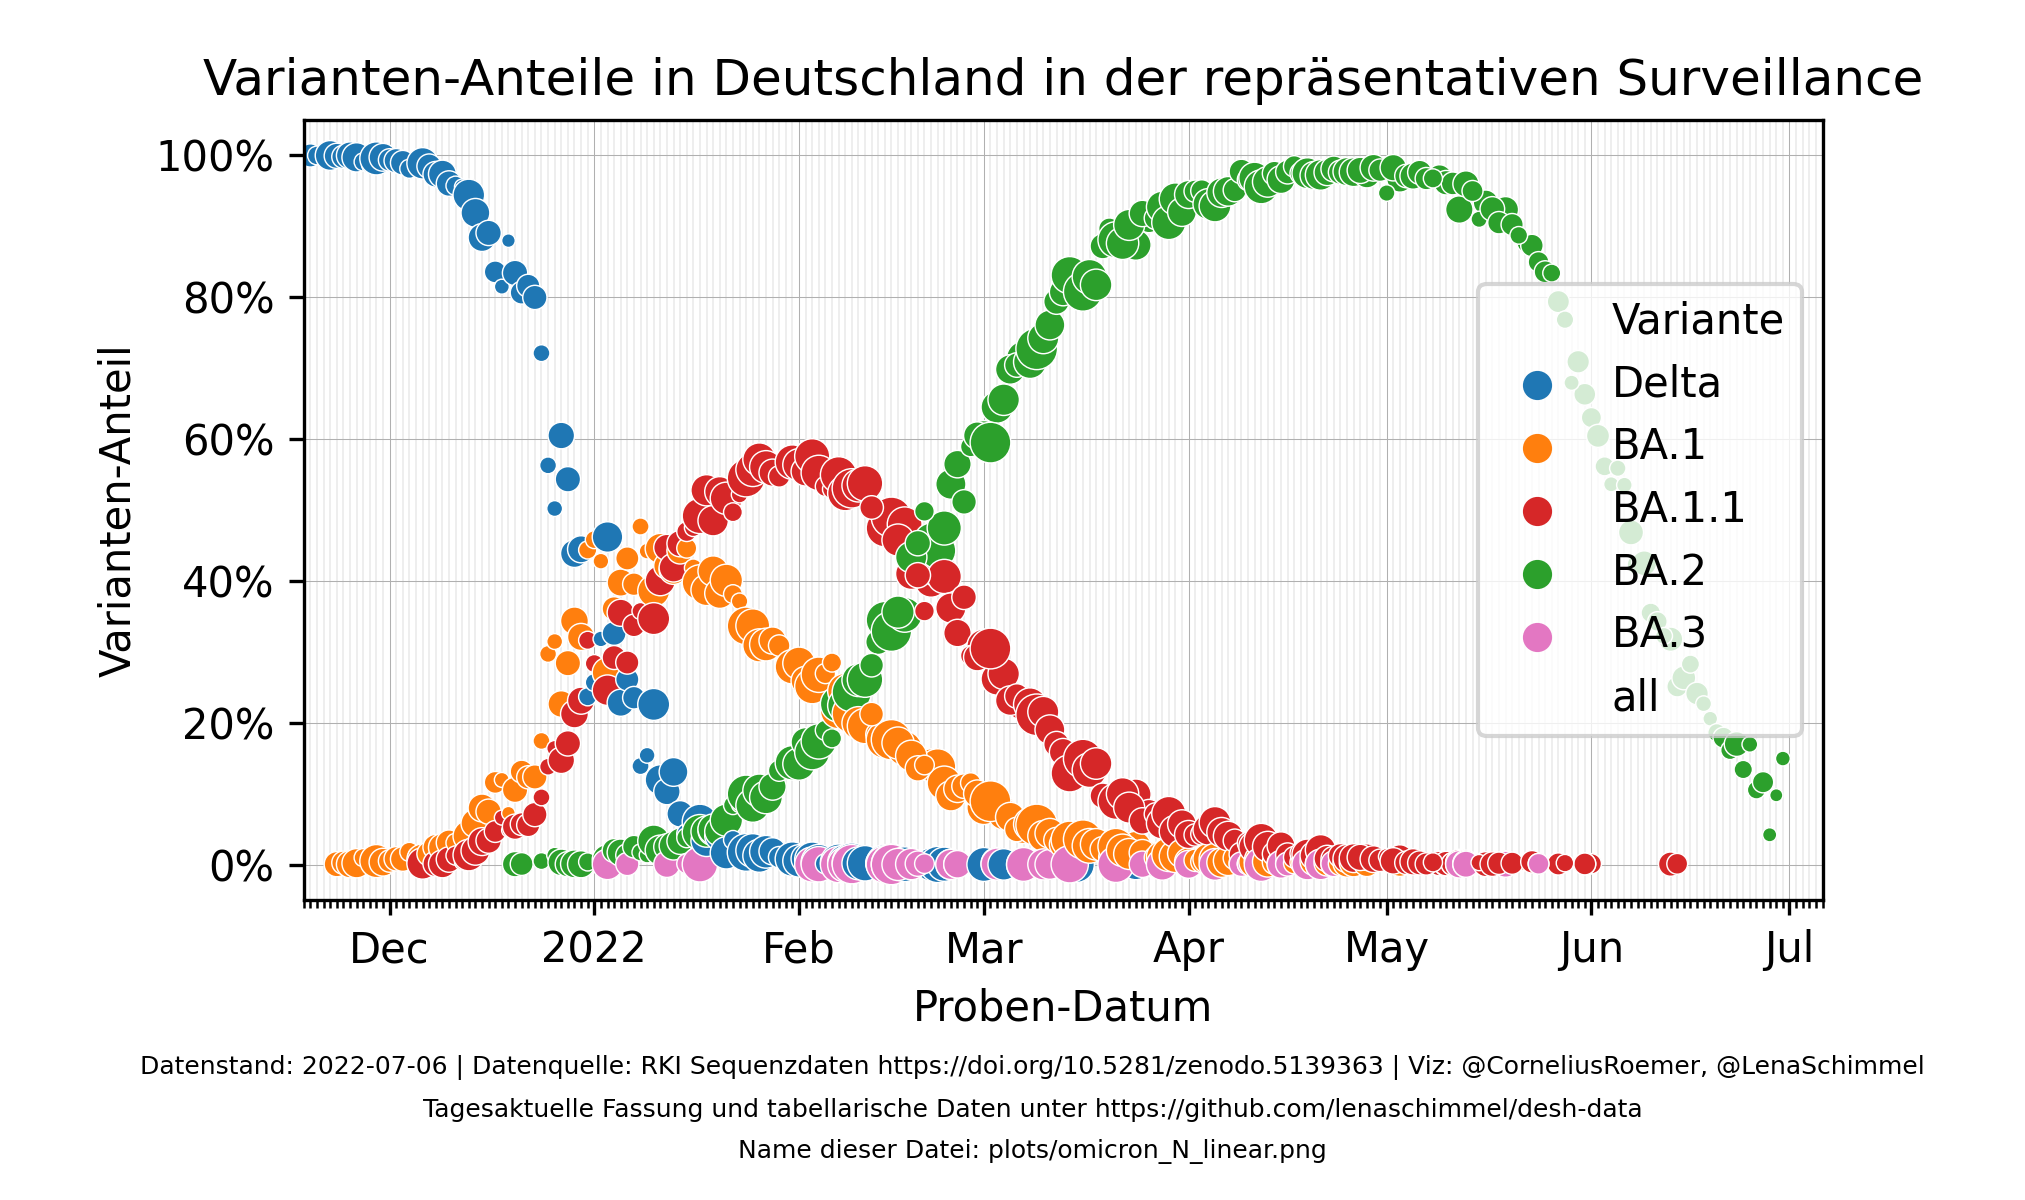 Varianten-Anteile in Deutschland in der repräsentativen Surveillance
100%
80%
60%
40%
20%
0%
Varianten-Anteil
Variante
Delta
BA.1
BA.1.1
BA.2
BA.3
all
Dec 2022 Feb Mar Apr May Jun Jul
Proben-Datum
Datenstand: 2022-07-06 | Datenquelle: RKI Sequenzdaten https://doi.org/10.5281/zenodo.5139363 | Viz: @CorneliusRoemer, @LenaSchimmel
Tagesaktuelle Fassung und tabellarische Daten unter https://github.com/lenaschimmel/desh-data
Name dieser Datei: plots/omicron_N_linear.png